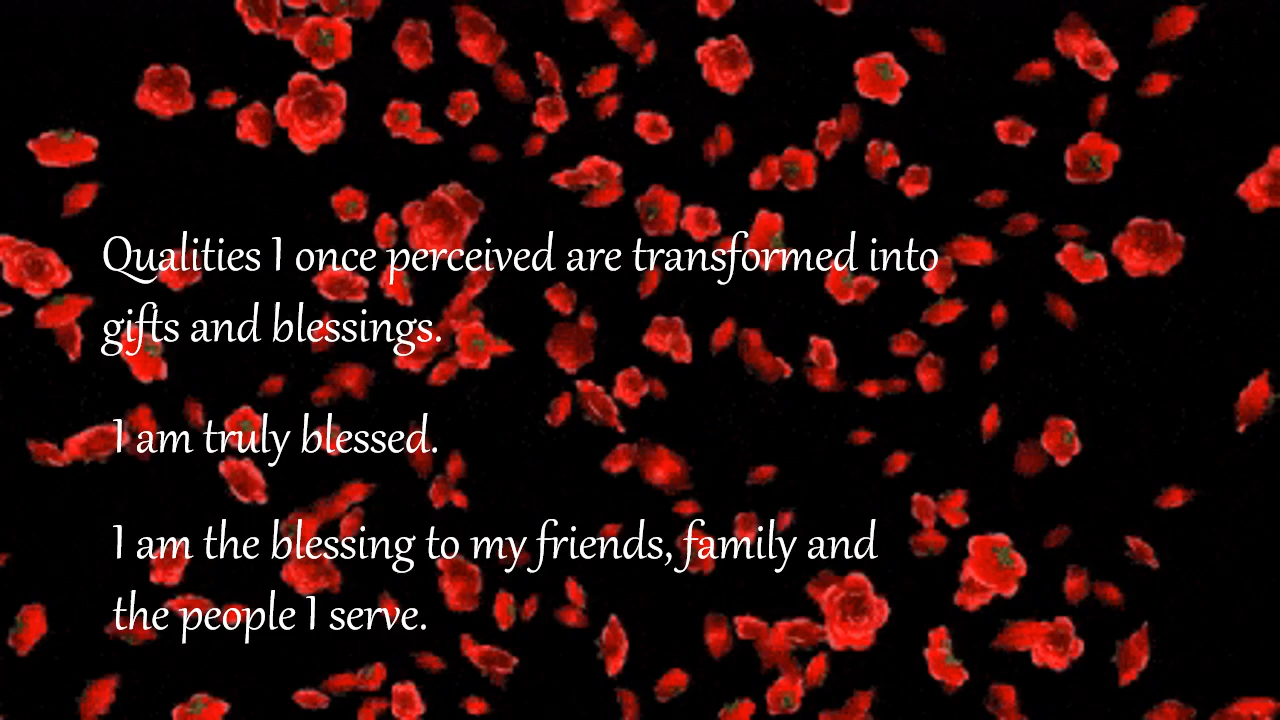 Qualities I once perceived are transformed into
gifts and blessings.
I am truly blessed.
I am the blessing to my friends, family and
the people I serve.